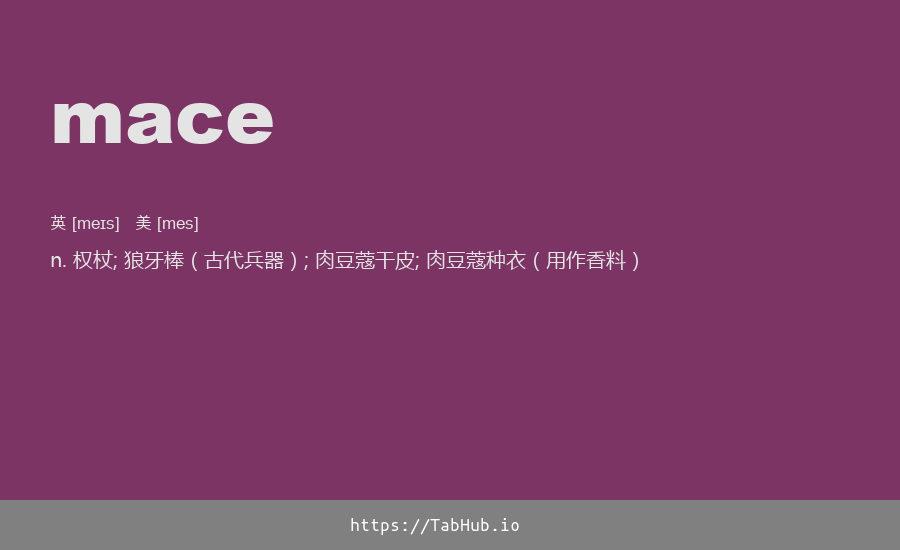 mace
英 [meɪs] 美 [mes]
n. 权杖; 狼牙棒（古代兵器）; 肉豆蔻干皮; 肉豆蔻种衣（用作香料）
https://TabHub.io